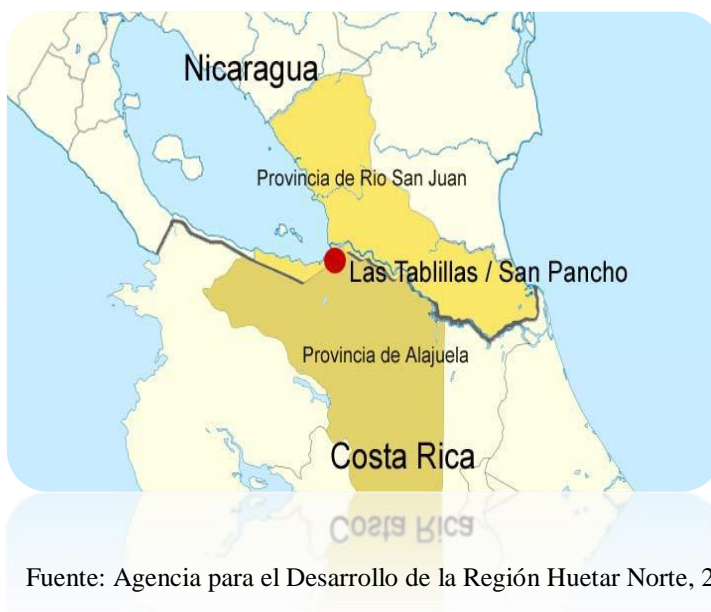 Nicaragua
Provincia de Rio San Juan
Las Tablillas / San Pancho
Provincia de Alajuela
Costa Rica
Costa Rica
Fuente: Agencia para el Desarrollo de la Región Huetar Norte, 2